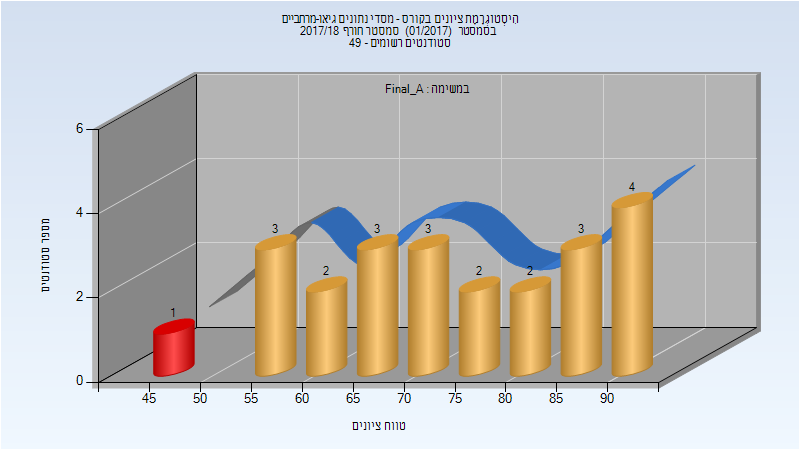 היסטוגרמת ציונים בקורס - מסדי נתונים גיאו-מרחביים
בסמסטר (01/2017) סמסטר חורף 2017/18
סטודנטים רשומים - 49
במשימה : Final_A
6
4
2
0
מספר סטודנטים
1
3
2
3
3
2
2
3
4
45 50 55 60 65 70 75 80 85 90
טווח ציונים